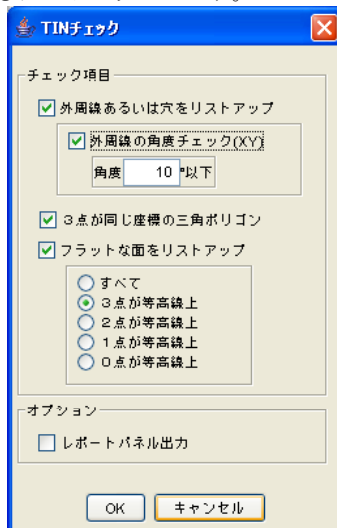 TINチェック
チェック項目
外周線あるいは穴をリストアップ
外周線の角度チェック(XY)
角度 10 °以下
3点が同じ座標の三角ポリゴン
フラットな面をリストアップ
すべて
3点が等高線上
2点が等高線上
1点が等高線上
0点が等高線上
オプション
レポートパネル出力
OK キャンセル